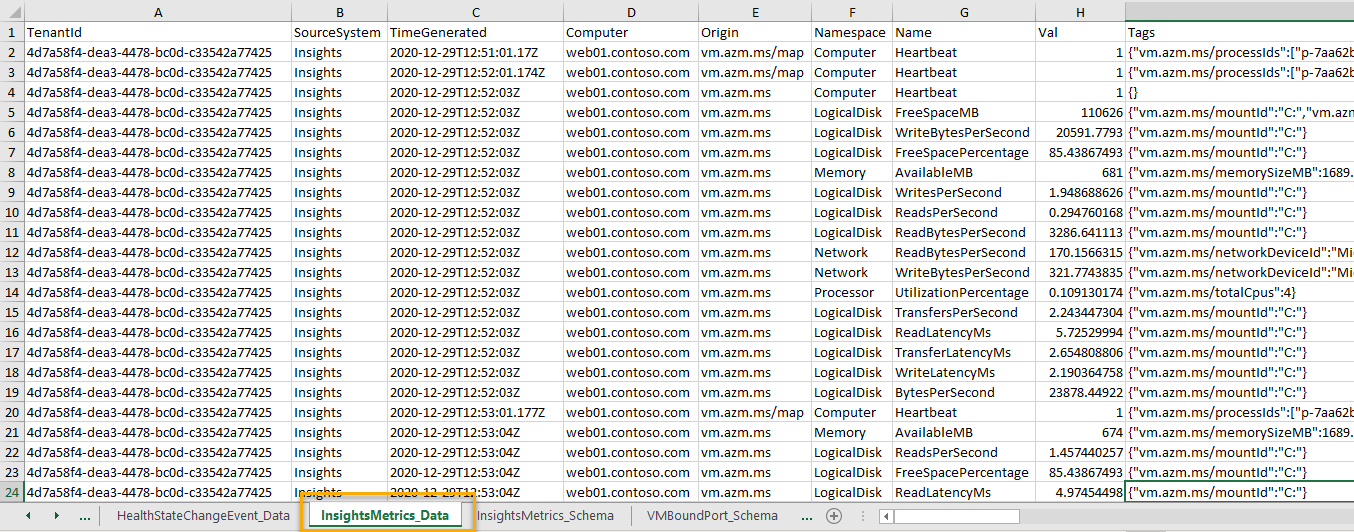 A B C D E F G H
1 TenantId SourceSystem TimeGenerated Computer Origin Namespace Name Val Tags
2 4d7a58f4-dea3-4478-bc0d-c33542a77425 Insights 2020-12-29T12:51:01.17Z web01.contoso.com vm.azm.ms/map Computer Heartbeat 1 {"vm.azm.ms/processIds":["p-7aa62b
3 4d7a58f4-dea3-4478-bc0d-c33542a77425 Insights 2020-12-29T12:52:01.174Z web01.contoso.com vm.azm.ms/map Computer Heartbeat 1 {"vm.azm.ms/processIds":["p-7aa62b
4 4d7a58f4-dea3-4478-bc0d-c33542a77425 Insights 2020-12-29T12:52:03Z web01.contoso.com vm.azm.ms Computer Heartbeat 1 {}
5 4d7a58f4-dea3-4478-bc0d-c33542a77425 Insights 2020-12-29T12:52:03Z web01.contoso.com vm.azm.ms LogicalDisk FreeSpaceMB 110626 {"vm.azm.ms/mountId":"C:","vm.azm
6 4d7a58f4-dea3-4478-bc0d-c33542a77425 Insights 2020-12-29T12:52:03Z web01.contoso.com vm.azm.ms LogicalDisk WriteBytesPerSecond 20591.7793 {"vm.azm.ms/mountId":"C:"}
7 4d7a58f4-dea3-4478-bc0d-c33542a77425 Insights 2020-12-29T12:52:03Z web01.contoso.com vm.azm.ms LogicalDisk FreeSpacePercentage 85.43867493 {"vm.azm.ms/mountId":"C:"}
8 4d7a58f4-dea3-4478-bc0d-c33542a77425 Insights 2020-12-29T12:52:03Z web01.contoso.com vm.azm.ms Memory AvailableMB 681 {"vm.azm.ms/memorySizeMB":1689.
9 4d7a58f4-dea3-4478-bc0d-c33542a77425 Insights 2020-12-29T12:52:03Z web01.contoso.com vm.azm.ms LogicalDisk WritesPerSecond 1.948688626 {"vm.azm.ms/mountId":"C:"}
10 4d7a58f4-dea3-4478-bc0d-c33542a77425 Insights 2020-12-29T12:52:03Z web01.contoso.com vm.azm.ms LogicalDisk ReadsPerSecond 0.294760168 {"vm.azm.ms/mountId":"C:"}
11 4d7a58f4-dea3-4478-bc0d-c33542a77425 Insights 2020-12-29T12:52:03Z web01.contoso.com vm.azm.ms LogicalDisk ReadBytesPerSecond 3286.641113 {"vm.azm.ms/mountId":"C:"}
12 4d7a58f4-dea3-4478-bc0d-c33542a77425 Insights 2020-12-29T12:52:03Z web01.contoso.com vm.azm.ms Network ReadBytesPerSecond 170.1566315 {"vm.azm.ms/networkDeviceId":"Mi
13 4d7a58f4-dea3-4478-bc0d-c33542a77425 Insights 2020-12-29T12:52:03Z web01.contoso.com vm.azm.ms Network WriteBytesPerSecond 321.7743835 {"vm.azm.ms/networkDeviceId":"Mi
14 4d7a58f4-dea3-4478-bc0d-c33542a77425 Insights 2020-12-29T12:52:03Z web01.contoso.com vm.azm.ms Processor UtilizationPercentage 0.109130174 {"vm.azm.ms/totalCpus":4}
15 4d7a58f4-dea3-4478-bc0d-c33542a77425 Insights 2020-12-29T12:52:03Z web01.contoso.com vm.azm.ms LogicalDisk TransfersPerSecond 2.243447304 {"vm.azm.ms/mountId":"C:"}
16 4d7a58f4-dea3-4478-bc0d-c33542a77425 Insights 2020-12-29T12:52:03Z web01.contoso.com vm.azm.ms LogicalDisk ReadLatencyMs 5.72529994 {"vm.azm.ms/mountId":"C:"}
17 4d7a58f4-dea3-4478-bc0d-c33542a77425 Insights 2020-12-29T12:52:03Z web01.contoso.com vm.azm.ms LogicalDisk TransferLatencyMs 2.654808806 {"vm.azm.ms/mountId":"C:"}
18 4d7a58f4-dea3-4478-bc0d-c33542a77425 Insights 2020-12-29T12:52:03Z web01.contoso.com vm.azm.ms LogicalDisk WriteLatencyMs 2.190364758 {"vm.azm.ms/mountId":"C:"}
19 4d7a58f4-dea3-4478-bc0d-c33542a77425 Insights 2020-12-29T12:52:03Z web01.contoso.com vm.azm.ms LogicalDisk BytesPerSecond 23878.44922 {"vm.azm.ms/mountId":"C:"}
20 4d7a58f4-dea3-4478-bc0d-c33542a77425 Insights 2020-12-29T12:53:01.177Z web01.contoso.com vm.azm.ms/map Computer Heartbeat 1 {"vm.azm.ms/processIds":["p-7aa62b
21 4d7a58f4-dea3-4478-bc0d-c33542a77425 Insights 2020-12-29T12:53:04Z web01.contoso.com vm.azm.ms Memory AvailableMB 674 {"vm.azm.ms/memorySizeMB":1689.
22 4d7a58f4-dea3-4478-bc0d-c33542a77425 Insights 2020-12-29T12:53:04Z web01.contoso.com vm.azm.ms LogicalDisk ReadsPerSecond 1.457440257 {"vm.azm.ms/mountId":"C:"}
23 4d7a58f4-dea3-4478-bc0d-c33542a77425 Insights 2020-12-29T12:53:04Z web01.contoso.com vm.azm.ms LogicalDisk FreeSpacePercentage 85.43867493 {"vm.azm.ms/mountId":"C:"}
24 4d7a58f4-dea3-4478-bc0d-c33542a77425 Insights 2020-12-29T12:53:04Z web01.contoso.com vm.azm.ms LogicalDisk ReadLatencyMs 4.97454498 {"vm.azm.ms/mountId":"C:"}
... HealthStateChangeEvent_Data InsightsMetrics_Data nsightsMetrics_Schema VMBoundPort_Schema ...